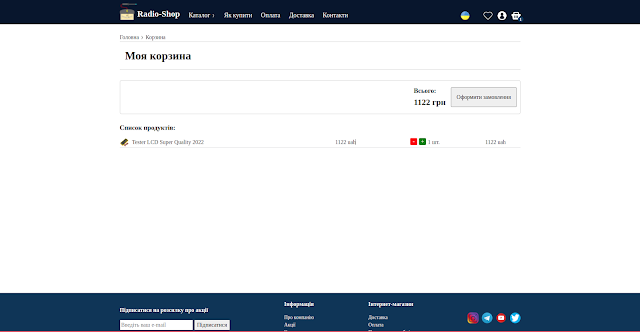 Radio-Shop Каталог › Як купити Оплата Доставка Контакти
Головна › Корзина
Моя корзина
Всього:
1122 грн
Оформити замовлення
Список продуктів:
Tester LCD Super Quality 2022 1122 uah - + 1 шт. 1122 uah
Підписатися на розсилку про акції
Введіть ваш e-mail Підписатися
Інформація
Про компанію
Акції
Інтернет-магазин
Доставка
Оплата